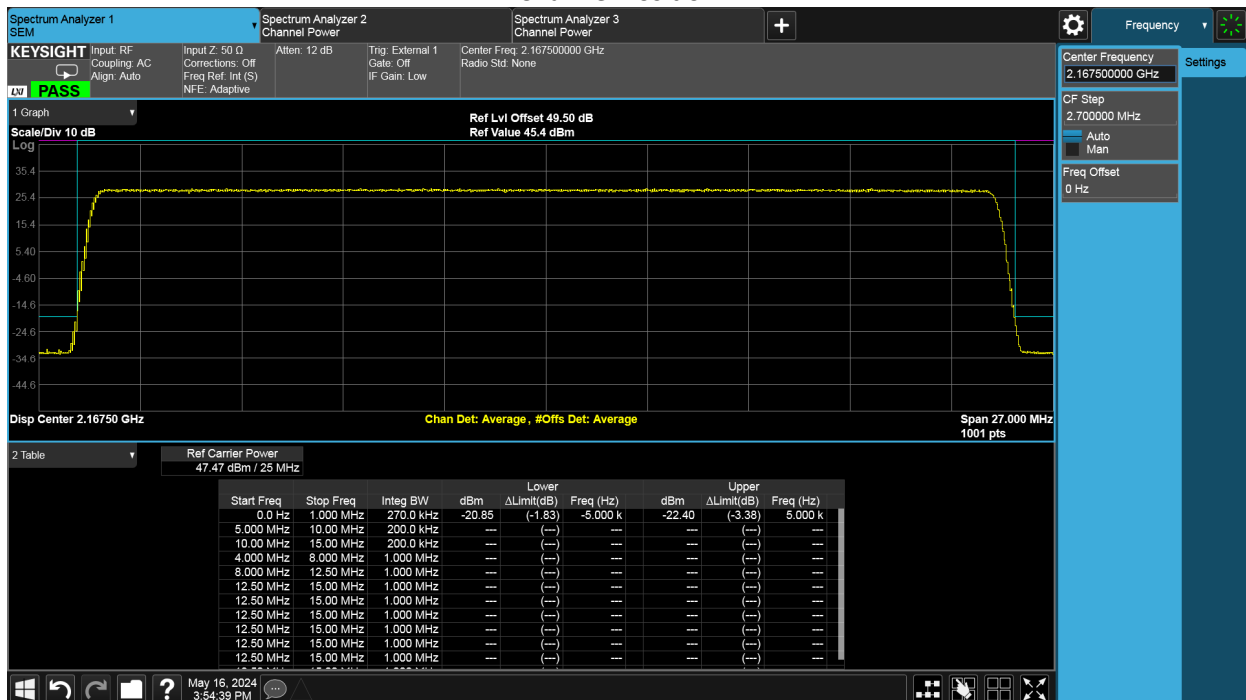 Spectrum Analyzer 1
SEM
Spectrum Analyzer 2
Channel Power
Spectrum Analyzer 3
Channel Power
Frequency
KEYSIGHT
LXI
PASS
Input: RF
Coupling: AC
Align: Auto
Input Z: 50 Ω
Corrections: Off
Freq Ref: Int (S)
NFE: Adaptive
Atten: 12 dB
Trig: External 1
Gate: Off
IF Gain: Low
Center Freq: 2.167500000 GHz
Radio Std: None
Center Frequency
2.167500000 GHz
Settings
CF Step
2.700000 MHz
Auto
Man
Freq Offset
0 Hz
1 Graph
Scale/Div 10 dB
Ref Lvl Offset 49.50 dB
Ref Value 45.4 dBm
Log
35.4
25.4
15.4
5.40
-4.60
-14.6
-24.6
-34.6
-44.6
Disp Center 2.16750 GHz
Chan Det: Average, #Offs Det: Average
Span 27.000 MHz
1001 pts
2 Table
Ref Carrier Power
47.47 dBm / 25 MHz
Lower Upper
Start Freq Stop Freq Integ BW dBm ΔLimit(dB) Freq (Hz) dBm ΔLimit(dB) Freq (Hz)
0.0 Hz 1.000 MHz 270.0 kHz -20.85 (-1.83) -5.000 k -22.40 (-3.38) 5.000 k
5.000 MHz 10.00 MHz 200.0 kHz --- (---) --- --- (---) ---
10.00 MHz 15.00 MHz 200.0 kHz --- (---) --- --- (---) ---
4.000 MHz 8.000 MHz 1.000 MHz --- (---) --- --- (---) ---
8.000 MHz 12.50 MHz 1.000 MHz --- (---) --- --- (---) ---
12.50 MHz 15.00 MHz 1.000 MHz --- (---) --- --- (---) ---
12.50 MHz 15.00 MHz 1.000 MHz --- (---) --- --- (---) ---
12.50 MHz 15.00 MHz 1.000 MHz --- (---) --- --- (---) ---
12.50 MHz 15.00 MHz 1.000 MHz --- (---) --- --- (---) ---
12.50 MHz 15.00 MHz 1.000 MHz --- (---) --- --- (---) ---
12.50 MHz 15.00 MHz 1.000 MHz --- (---) --- --- (---) ---
May 16, 2024
3:54:39 PM